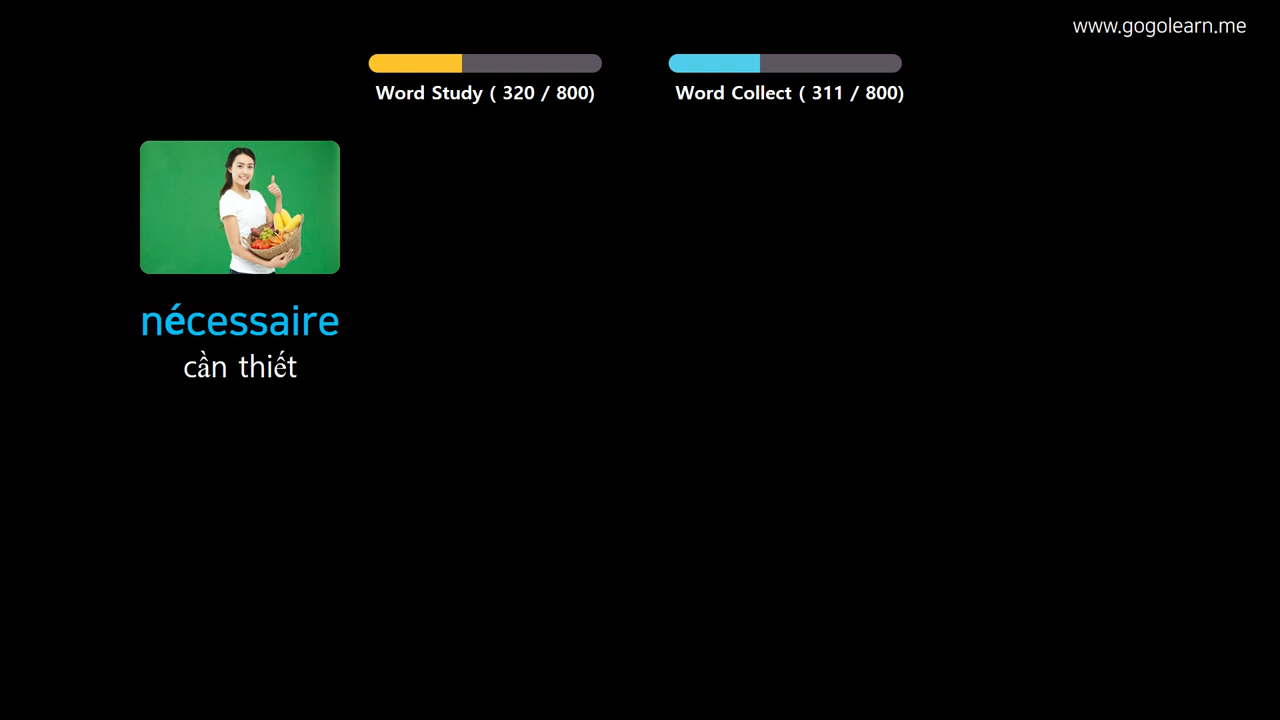 www.gogolearn.me
Word Study ( 320 / 800)
Word Collect ( 311 / 800)
nécessaire
cần thiết